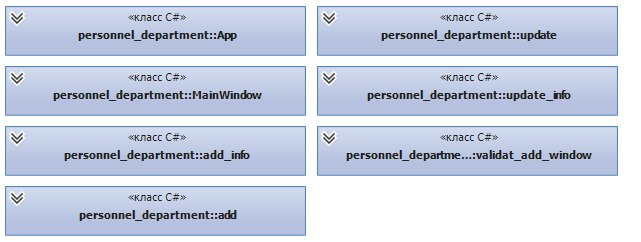 «класс C#»
personnel_department::App
«класс C#»
personnel_department::update
«класс C#»
personnel_department::MainWindow
«класс C#»
personnel_department::update_info
«класс C#»
personnel_department::add_info
«класс C#»
personnel_departme...:validat_add_window
«класс C#»
personnel_department::add